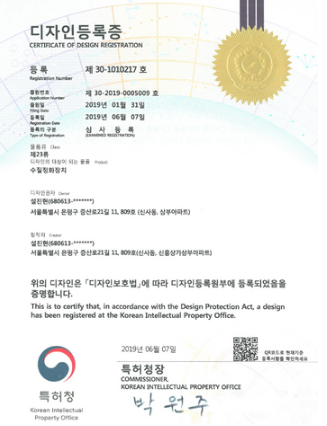 디자인등록증
CERTIFICATE OF DESIGN REGISTRATION
등 록 제 30-1010217 호
Registration Number
출원번호 제 30-2019-0005009 호
Application Number
출원일 2019년 01월 31일
Filing Date
등록일 2019년 06월 07일
Registration Date
등록의 구분 심 사 등 록
Type of Registration (EXAMINED REGISTRATION)
물품류 Class
제23류
디자인의 대상이 되는 물품 Product
수질정화장치
디자인권자 Owner
설진현(680613-*******)
서울특별시 은평구 증산로21길 11, 809호 (신사동, 삼부아파트)
창작자 Creator
설진현(680613-*******)
서울특별시 은평구 증산로21길 11, 809호(신사동, 신흥상가삼부아파트)
위의 디자인은 「디자인보호법」에 따라 디자인등록원부에 등록되었음을
증명합니다.
This is to certify that, in accordance with the Design Protection Act, a design
has been registered at the Korean Intellectual Property Office.
2019년 06월 07일
QR코드로 현재기준
등록사항을 확인하세요
특허청
Korean Intellectual
Property Office
특허청장
COMMISSIONER,
KOREAN INTELLECTUAL PROPERTY OFFICE
박 원 주